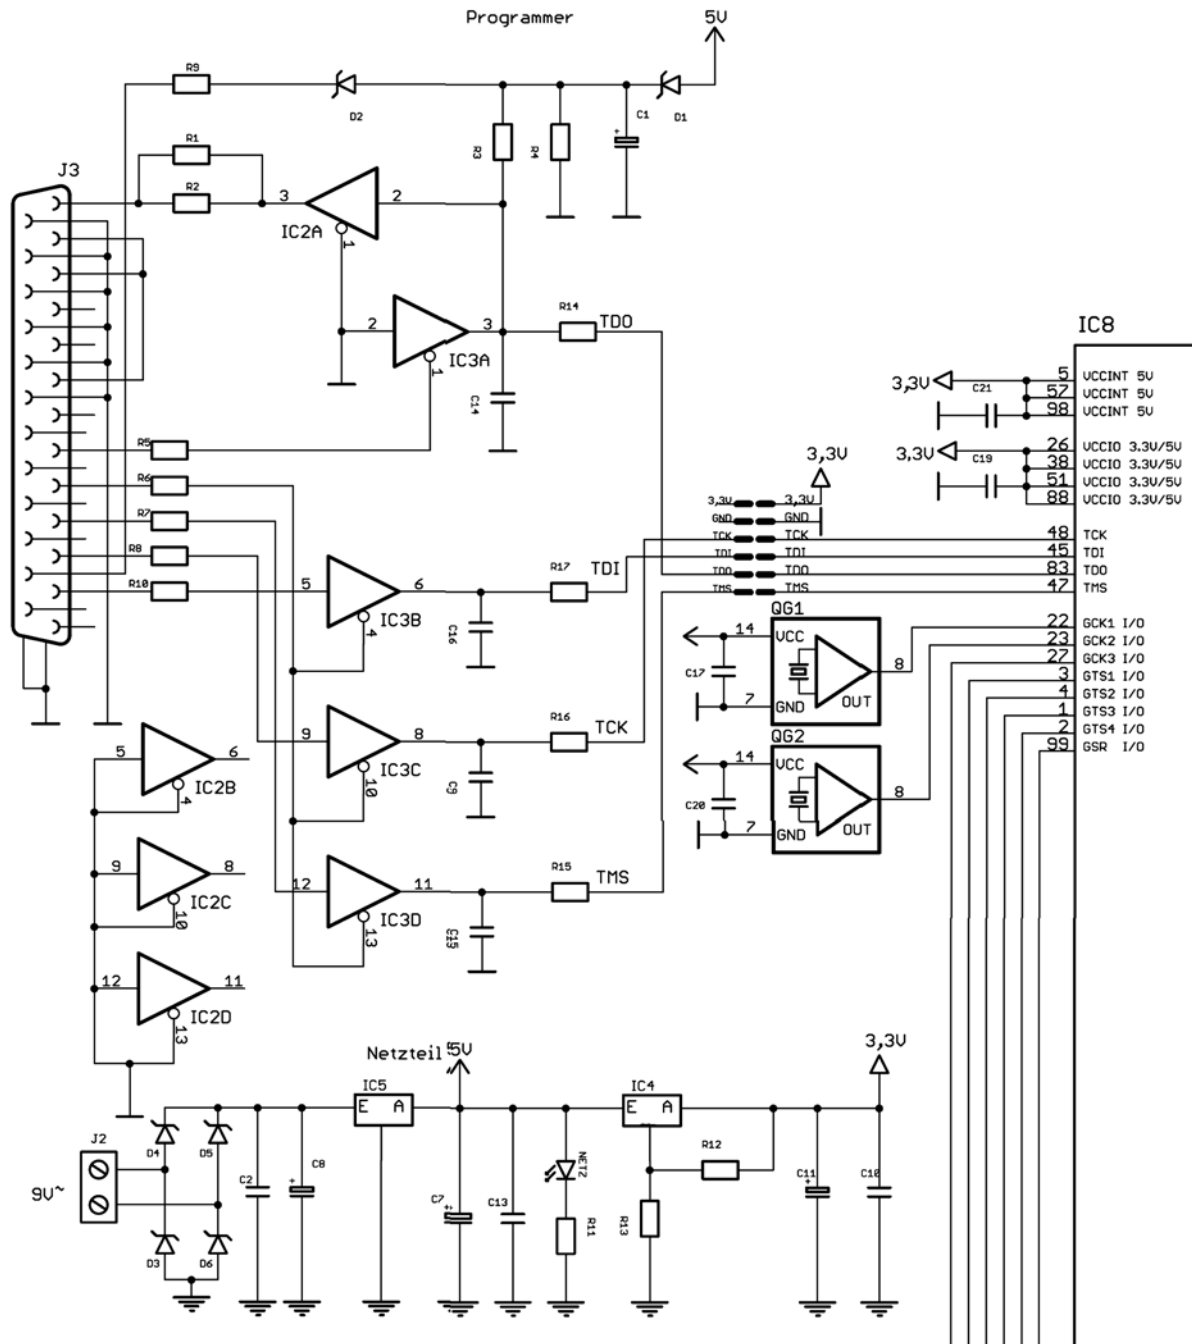 Programmer
5V
R9
D2
C1
D1
R1
R3
R4
J3
R2
3
2
IC2A
1
R14
TDO
2
3
IC3A
1
C14
IC8
3,3V
C21
5 VCCINT 5V
57 VCCINT 5V
98 VCCINT 5V
3,3V
C19
26 VCCIO 3.3V/5V
38 VCCIO 3.3V/5V
51 VCCIO 3.3V/5V
88 VCCIO 3.3V/5V
R5
R6
R7
R8
R10
3,3V
3,3V 3,3V
GND GND
TCK TCK
TDI TDI
TDO TDO
TMS TMS
48 TCK
45 TDI
83 TDO
47 TMS
5
6
IC3B
4
C16
R17
TDI
QG1
14 VCC
C17
7 GND
OUT
8
22 GCK1 I/O
23 GCK2 I/O
27 GCK3 I/O
3 GTS1 I/O
4 GTS2 I/O
1 GTS3 I/O
2 GTS4 I/O
99 GSR I/O
9
8
IC3C
10
C9
R16
TCK
QG2
14 VCC
C20
7 GND
OUT
8
5
6
IC2B
4
9
8
IC2C
10
12
11
IC3D
13
C15
R15
TMS
12
11
IC2D
13
Netzteil
5V
3,3V
IC5
E A
IC4
E A
J2
9V~
D4
D5
D3
D6
C2
C8
C7
C13
NETZ
R11
R12
R13
C11
C10